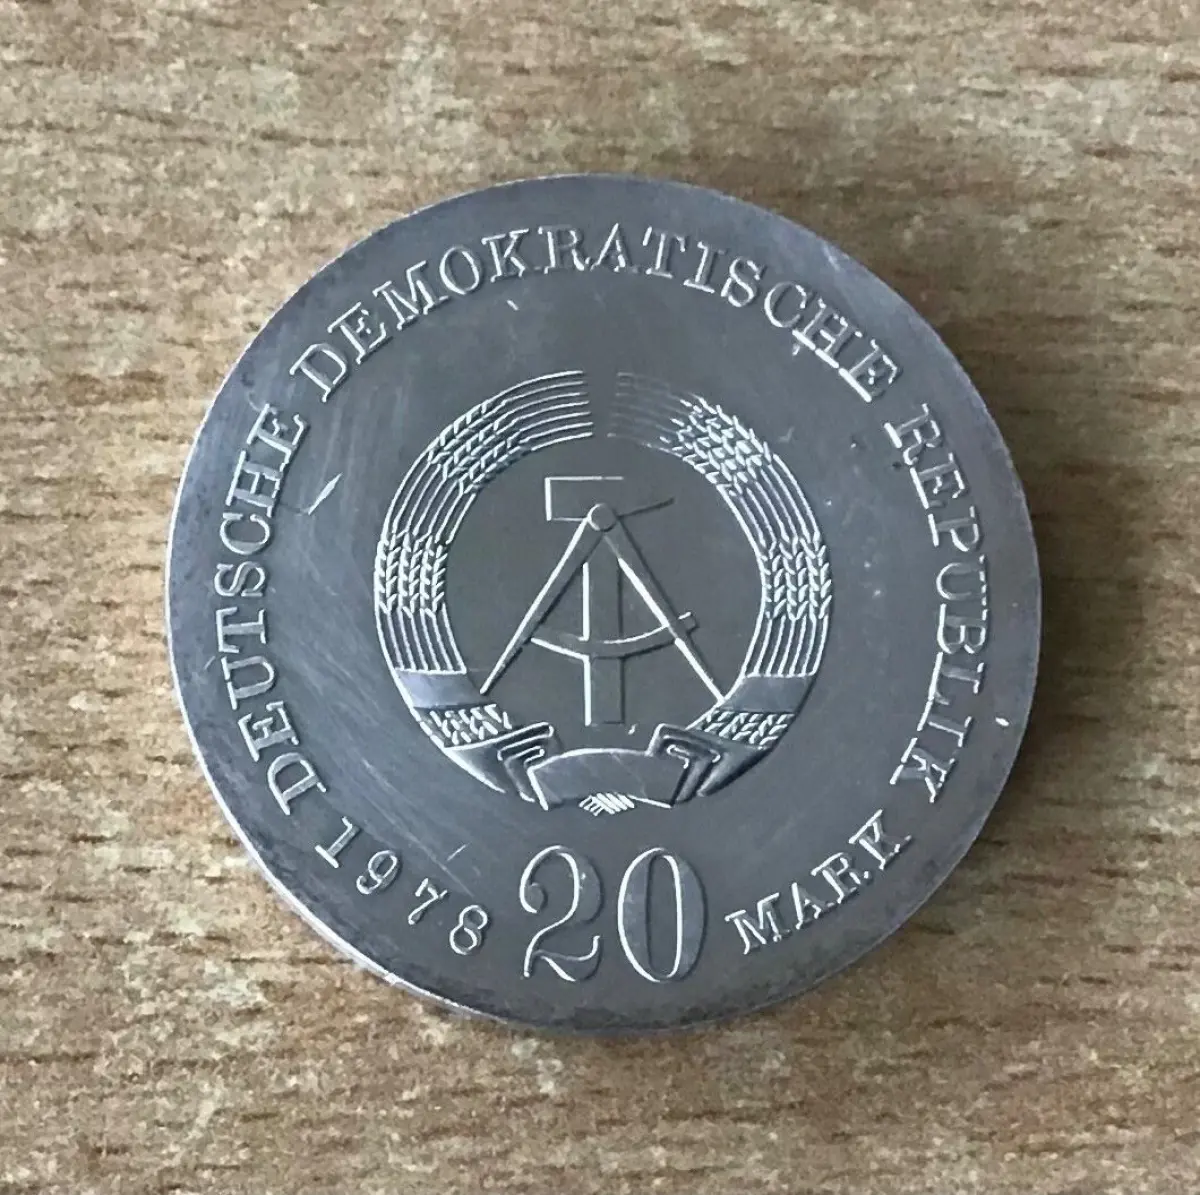 DEUTSCHE DEMOKRATISCHE REPUBLIK
1978 20 MARK